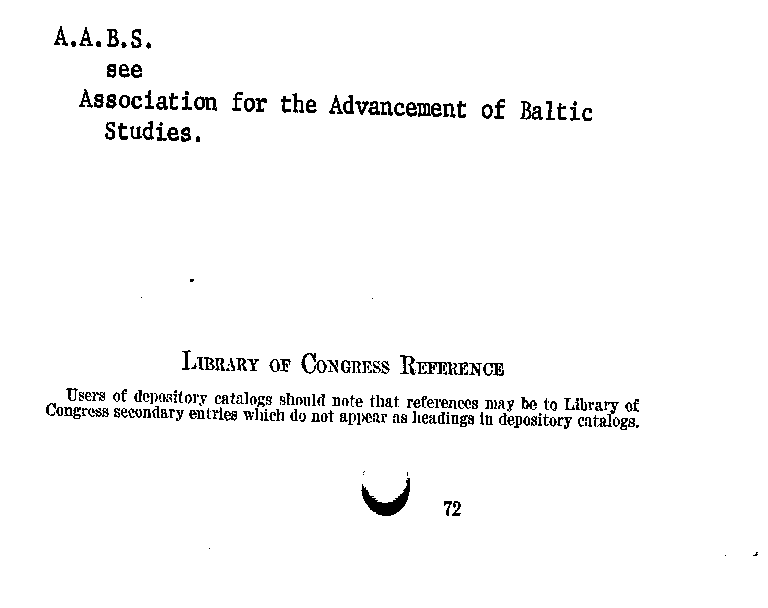 A.A.B.S.
see
Association for the Advancement of Baltic
Studies.
LIBRARY OF CONGRESS REFERENCE
Users of depository catalogs should note that references may be to Library of
Congress secondary entries which do not appear as headings in depository catalogs.
72